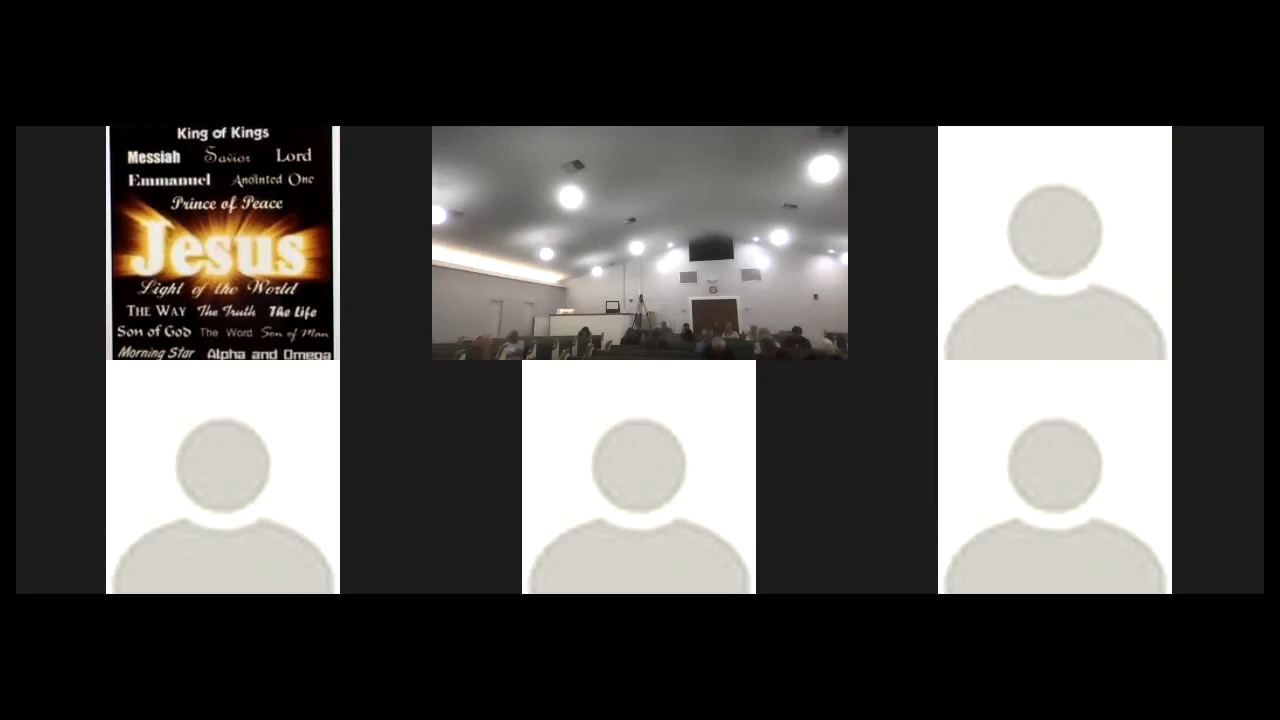 King of Kings
Messiah Savior Lord
Emmanuel Anointed One
Prince of Peace
Jesus
Light of the World
THE WAY The Truth The Life
Son of God The Word Son of Man
Morning Star Alpha and Omega